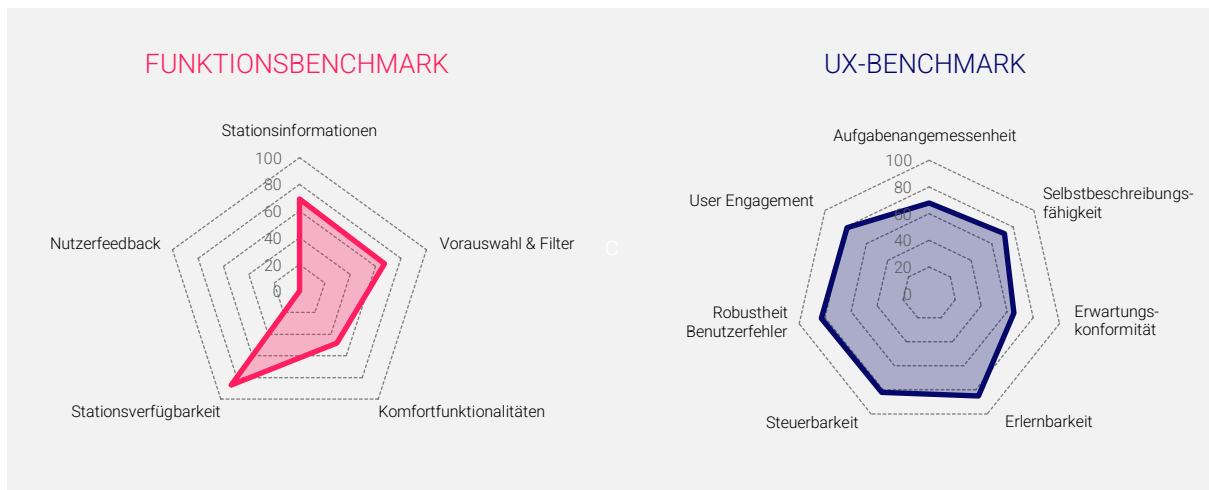 FUNKTIONSBENCHMARK
Stationsinformationen
100
80
60
40
20
0
Nutzerfeedback
Vorauswahl & Filter
Stationsverfügbarkeit
Komfortfunktionalitäten
C
UX-BENCHMARK
Aufgabenangemessenheit
100
80
60
40
20
0
User Engagement
Selbstbeschreibungs-
fähigkeit
Robustheit
Benutzerfehler
Erwartungs-
konformität
Steuerbarkeit
Erlernbarkeit